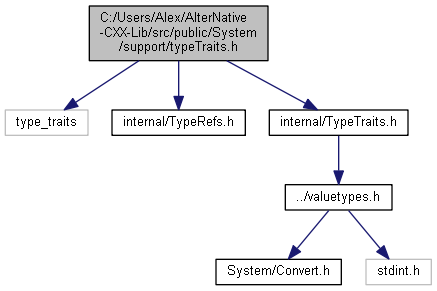 C:/Users/Alex/AlterNative
-CXX-Lib/src/public/System
/support/typeTraits.h
type_traits
internal/TypeRefs.h
internal/TypeTraits.h
../valuetypes.h
System/Convert.h
stdint.h